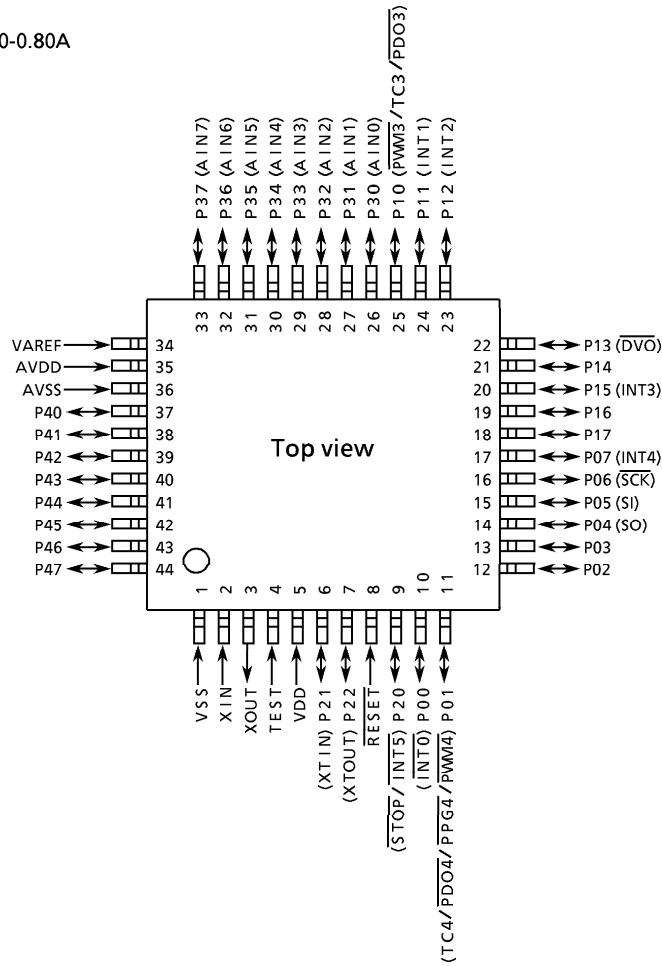 0-0.80A
P37 (AIN7)
P36 (AIN6)
P35 (AIN5)
P34 (AIN4)
P33 (AIN3)
P32 (AIN2)
P31 (AIN1)
P30 (AIN0)
P10 (PWM3/TC3/PDO3)
P11 (INT1)
P12 (INT2)
33
32
31
30
29
28
27
26
25
24
23
VAREF 34
AVDD 35
AVSS 36
P40 37
P41 38
P42 39
P43 40
P44 41
P45 42
P46 43
P47 44
Top view
22 P13 (DVO)
21 P14
20 P15 (INT3)
19 P16
18 P17
17 P07 (INT4)
16 P06 (SCK)
15 P05 (SI)
14 P04 (SO)
13 P03
12 P02
1
2
3
4
5
6
7
8
9
10
11
VSS
XIN
XOUT
TEST
VDD
(XTIN) P21
(XTOUT) P22
RESET
(STOP/INT5) P20
(INT0) P00
(TC4/PDO4/PPG4/PWM4) P01